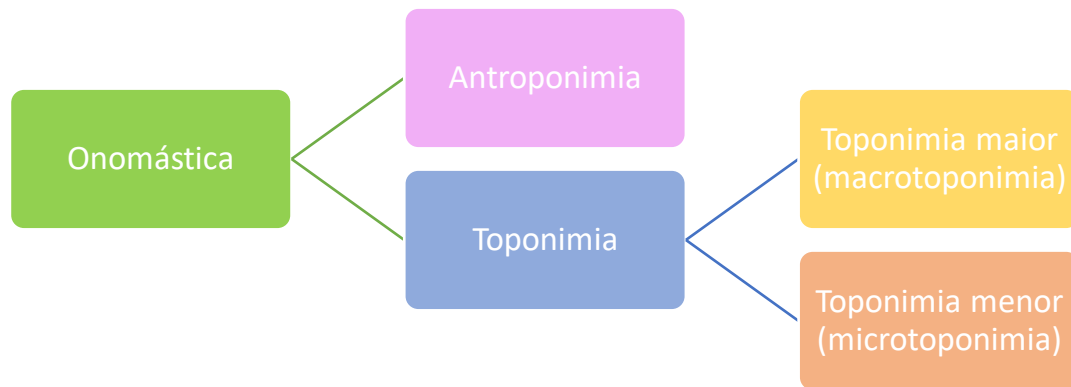 Onomástica
Antroponimia
Toponimia
Toponimia maior
(macrotoponimia)
Toponimia menor
(microtoponimia)